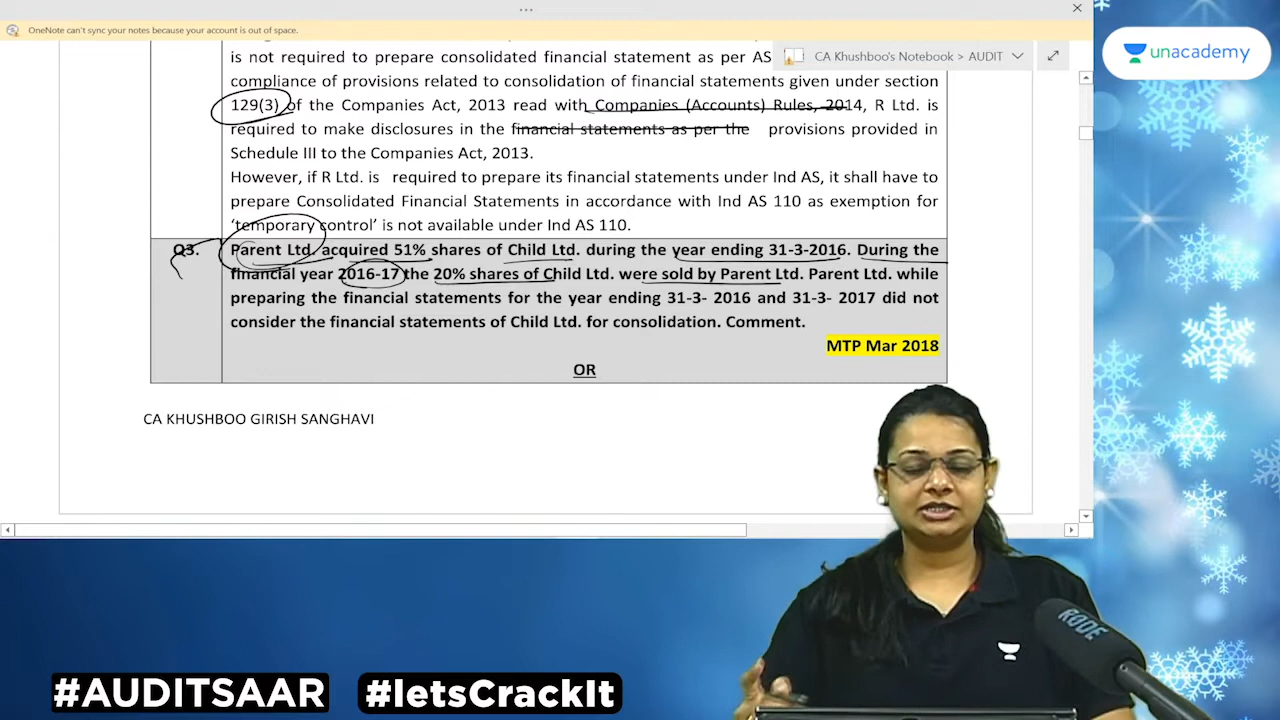 OneNote can't sync your notes because your account is out of space.
is not required to prepare consolidated financial statement as per AS
CA Khushboo's Notebook > AUDIT
unacademy
compliance of provisions related to consolidation of financial statements given under section
129(3) of the Companies Act, 2013 read with Companies (Accounts) Rules, 2014, R Ltd. is
required to make disclosures in the financial statements as per the provisions provided in
Schedule III to the Companies Act, 2013.
However, if R Ltd. is required to prepare its financial statements under Ind AS, it shall have to
prepare Consolidated Financial Statements in accordance with Ind AS 110 as exemption for
'temporary control' is not available under Ind AS 110.
Q3. Parent Ltd. acquired 51% shares of Child Ltd. during the year ending 31-3-2016. During the
financial year 2016-17 the 20% shares of Child Ltd. were sold by Parent Ltd. Parent Ltd. while
preparing the financial statements for the year ending 31-3- 2016 and 31-3- 2017 did not
consider the financial statements of Child Ltd. for consolidation. Comment.
MTP Mar 2018
OR
CA KHUSHBOO GIRISH SANGHAVI
RODE
#AUDITSAAR #letsCrackIt